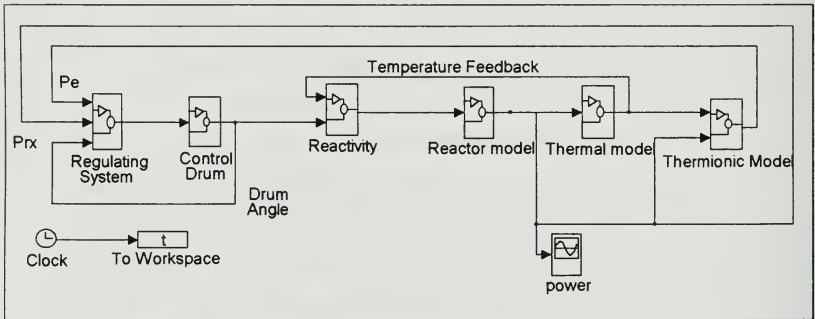 Temperature Feedback
Pe
Prx
Regulating
System
Control
Drum
Reactivity
Reactor model
Thermal model
Thermionic Model
Drum
Angle
Clock
t
To Workspace
power